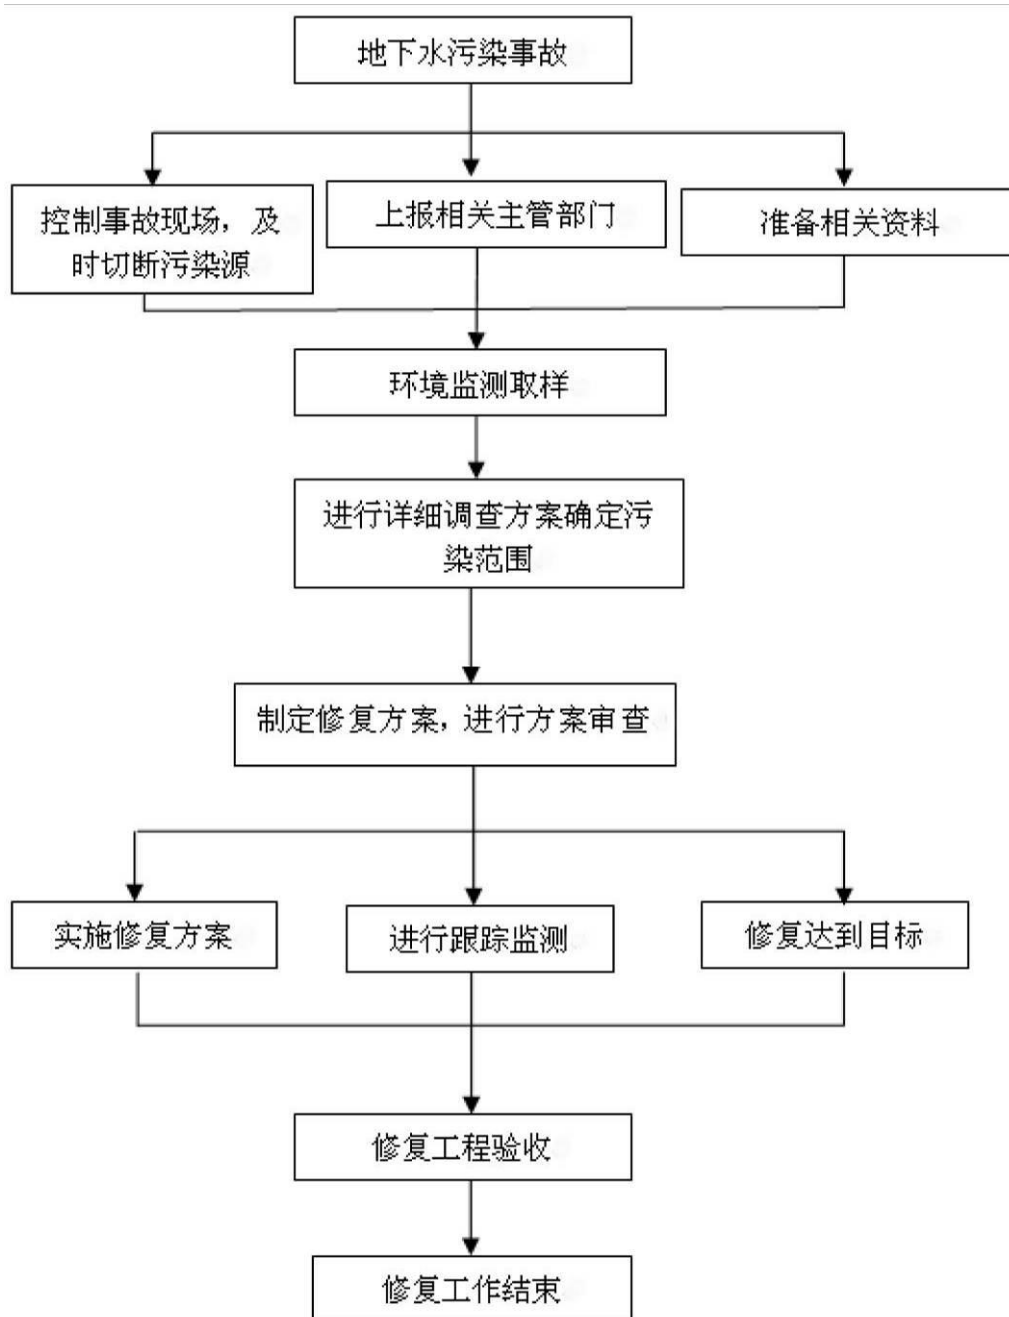 地下水污染事故
控制事故现场，及
时切断污染源
上报相关主管部门
准备相关资料
环境监测取样
进行详细调查方案确定污
染范围
制定修复方案，进行方案审查
实施修复方案
进行跟踪监测
修复达到目标
修复工程验收
修复工作结束